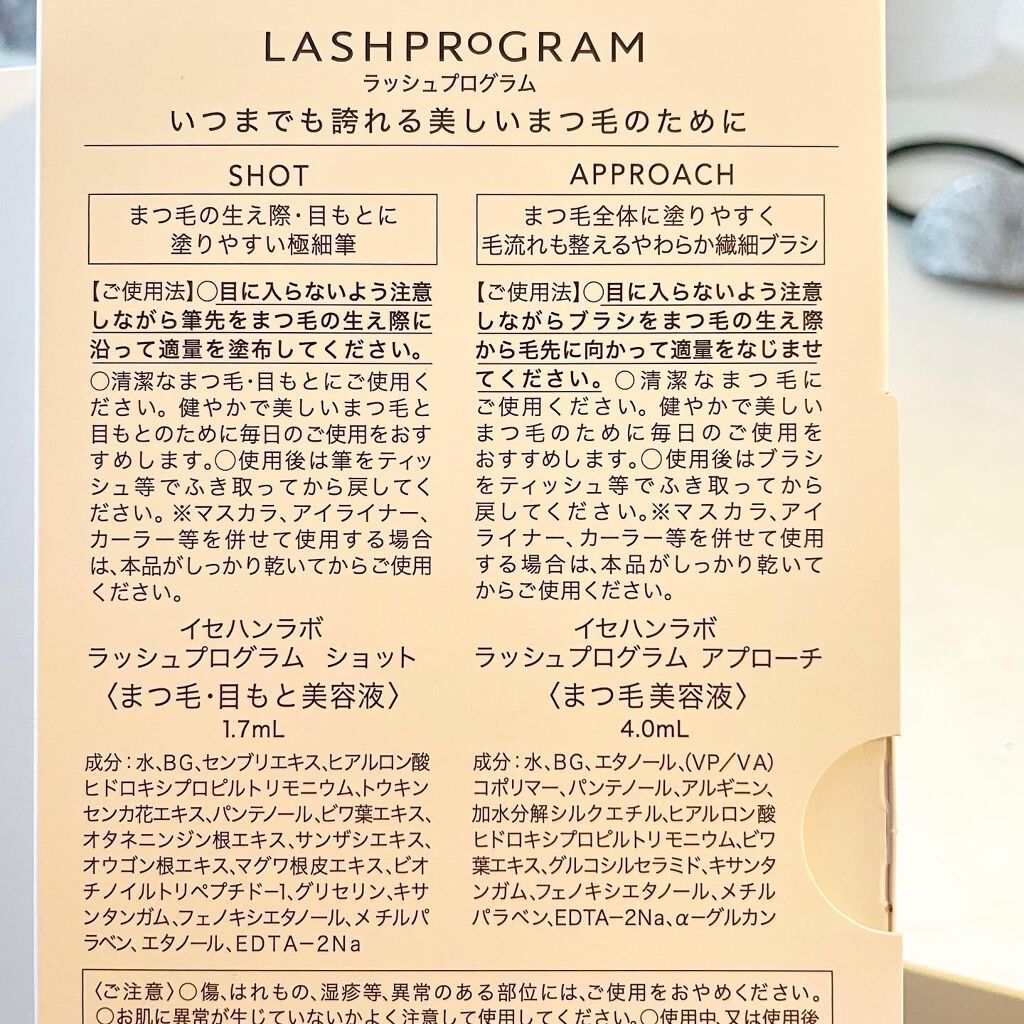 LASHPROGRAM
ラッシュプログラム
いつまでも誇れる美しいまつ毛のために
SHOT
まつ毛の生え際・目もとに
塗りやすい極細筆
【ご使用法】○目に入らないよう注意
しながら筆先をまつ毛の生え際に
沿って適量を塗布してください。
○清潔なまつ毛・目もとにご使用く
ださい。健やかで美しいまつ毛と
目もとのために毎日のご使用をおす
すめします。○使用後は筆をティッ
シュ等でふき取ってから戻してく
ださい。※マスカラ、アイライナー、
カーラー等を併せて使用する場合
は、本品がしっかり乾いてからご使用
ください。
イセハンラボ
ラッシュプログラム ショット
〈まつ毛・目もと美容液〉
1.7mL
成分：水、BG、センブリエキス、ヒアルロン酸
ヒドロキシプロピルトリモニウム、トウキン
センカ花エキス、パンテノール、ビワ葉エキス、
オタネニンジン根エキス、サンザシエキス、
オウゴン根エキス、マグワ根皮エキス、ビオ
チノイルトリペプチド-1、グリセリン、キサ
ンタンガム、フェノキシエタノール、メチルパ
ラベン、エタノール、EDTA-2Na
APPROACH
まつ毛全体に塗りやすく
毛流れも整えるやわらか繊細ブラシ
【ご使用法】○目に入らないよう注意
しながらブラシをまつ毛の生え際
から毛先に向かって適量をなじませ
てください。○清潔なまつ毛に
ご使用ください。健やかで美しい
まつ毛のために毎日のご使用を
おすすめします。○使用後はブラシ
をティッシュ等でふき取ってから
戻してください。※マスカラ、アイ
ライナー、カーラー等を併せて使用
する場合は、本品がしっかり乾いて
からご使用ください。
イセハンラボ
ラッシュプログラム アプローチ
〈まつ毛美容液〉
4.0mL
成分：水、BG、エタノール、(VP／VA)
コポリマー、パンテノール、アルギニン、
加水分解シルクエチル、ヒアルロン酸
ヒドロキシプロピルトリモニウム、ビワ
葉エキス、グルコシルセラミド、キサンタ
ンガム、フェノキシエタノール、メチル
パラベン、EDTA-2Na、α-グルカン
〈ご注意〉○傷、はれもの、湿疹等、異常のある部位には、ご使用をおやめください。
○お肌に異常が生じていないかよく注意して使用してください。○使用中、又は使用後